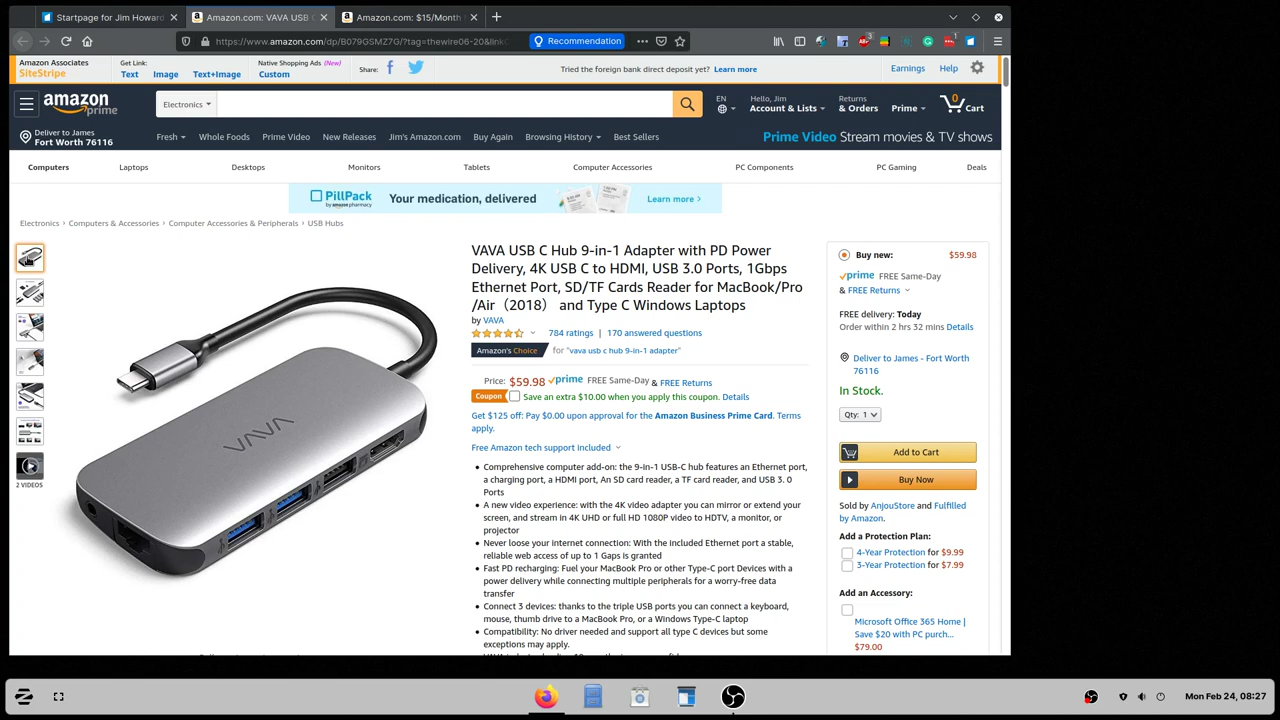 Startpage for Jim Howard
Amazon.com: VAVA USB C
Amazon.com: $15/Month
https://www.amazon.com/dp/B079GSMZ7G/?tag=thewire06-20&link
Recommendation
Amazon Associates
SiteStripe
Get Link:
Text Image Text+Image
Native Shopping Ads (New)
Custom
Share:
Tried the foreign bank direct deposit yet? Learn more
Earnings Help
amazon prime
Electronics
EN
Hello, Jim
Account & Lists
Returns
& Orders
Prime
0
Cart
Deliver to James
Fort Worth 76116
Fresh Whole Foods Prime Video New Releases Jim's Amazon.com Buy Again Browsing History Best Sellers
Prime Video Stream movies & TV shows
Computers Laptops Desktops Monitors Tablets Computer Accessories PC Components PC Gaming Deals
PillPack
by amazon pharmacy
Your medication, delivered
Learn more ›
Electronics › Computers & Accessories › Computer Accessories & Peripherals › USB Hubs
2 VIDEOS
VAVA
VAVA USB C Hub 9-in-1 Adapter with PD Power
Delivery, 4K USB C to HDMI, USB 3.0 Ports, 1Gbps
Ethernet Port, SD/TF Cards Reader for MacBook/Pro
/Air（2018） and Type C Windows Laptops
by VAVA
784 ratings | 170 answered questions
Amazon's Choice for "vava usb c hub 9-in-1 adapter"
Price: $59.98 prime FREE Same-Day & FREE Returns
Coupon Save an extra $10.00 when you apply this coupon. Details
Get $125 off: Pay $0.00 upon approval for the Amazon Business Prime Card. Terms
apply.
Free Amazon tech support included
• Comprehensive computer add-on: the 9-in-1 USB-C hub features an Ethernet port,
a charging port, a HDMI port, An SD card reader, a TF card reader, and USB 3. 0
Ports
• A new video experience: with the 4K video adapter you can mirror or extend your
screen, and stream in 4K UHD or full HD 1080P video to HDTV, a monitor, or
projector
• Never loose your internet connection: With the included Ethernet port a stable,
reliable web access of up to 1 Gaps is granted
• Fast PD recharging: Fuel your MacBook Pro or other Type-C port Devices with a
power delivery while connecting multiple peripherals for a worry-free data
transfer
• Connect 3 devices: thanks to the triple USB ports you can connect a keyboard,
mouse, thumb drive to a MacBook Pro, or a Windows Type-C laptop
• Compatibility: No driver needed and support all type C devices but some
exceptions may apply.
Buy new: $59.98
prime FREE Same-Day
& FREE Returns
FREE delivery: Today
Order within 2 hrs 32 mins Details
Deliver to James - Fort Worth
76116
In Stock.
Qty: 1
Add to Cart
Buy Now
Sold by AnjouStore and Fulfilled
by Amazon.
Add a Protection Plan:
4-Year Protection for $9.99
3-Year Protection for $7.99
Add an Accessory:
Microsoft Office 365 Home |
Save $20 with PC purch...
$79.00
Mon Feb 24, 08:27